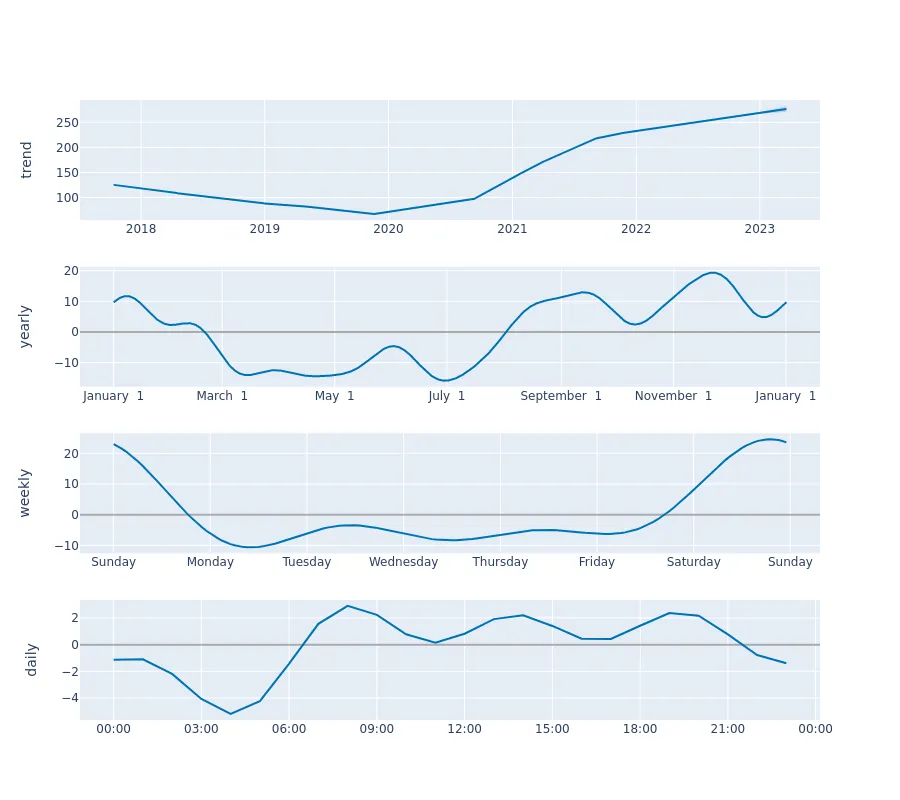 trend
250
200
150
100
2018 2019 2020 2021 2022 2023
yearly
20
10
0
−10
January 1 March 1 May 1 July 1 September 1 November 1 January 1
weekly
20
10
0
−10
Sunday Monday Tuesday Wednesday Thursday Friday Saturday Sunday
daily
2
0
−2
−4
00:00 03:00 06:00 09:00 12:00 15:00 18:00 21:00 00:00